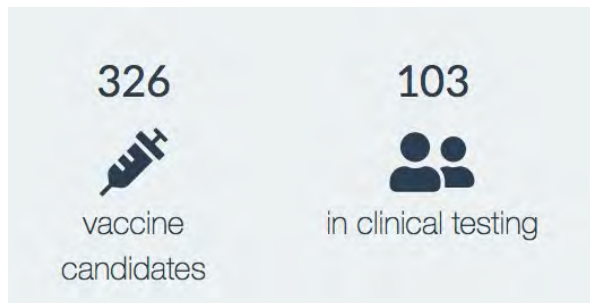 326
vaccine
candidates
103
in clinical testing